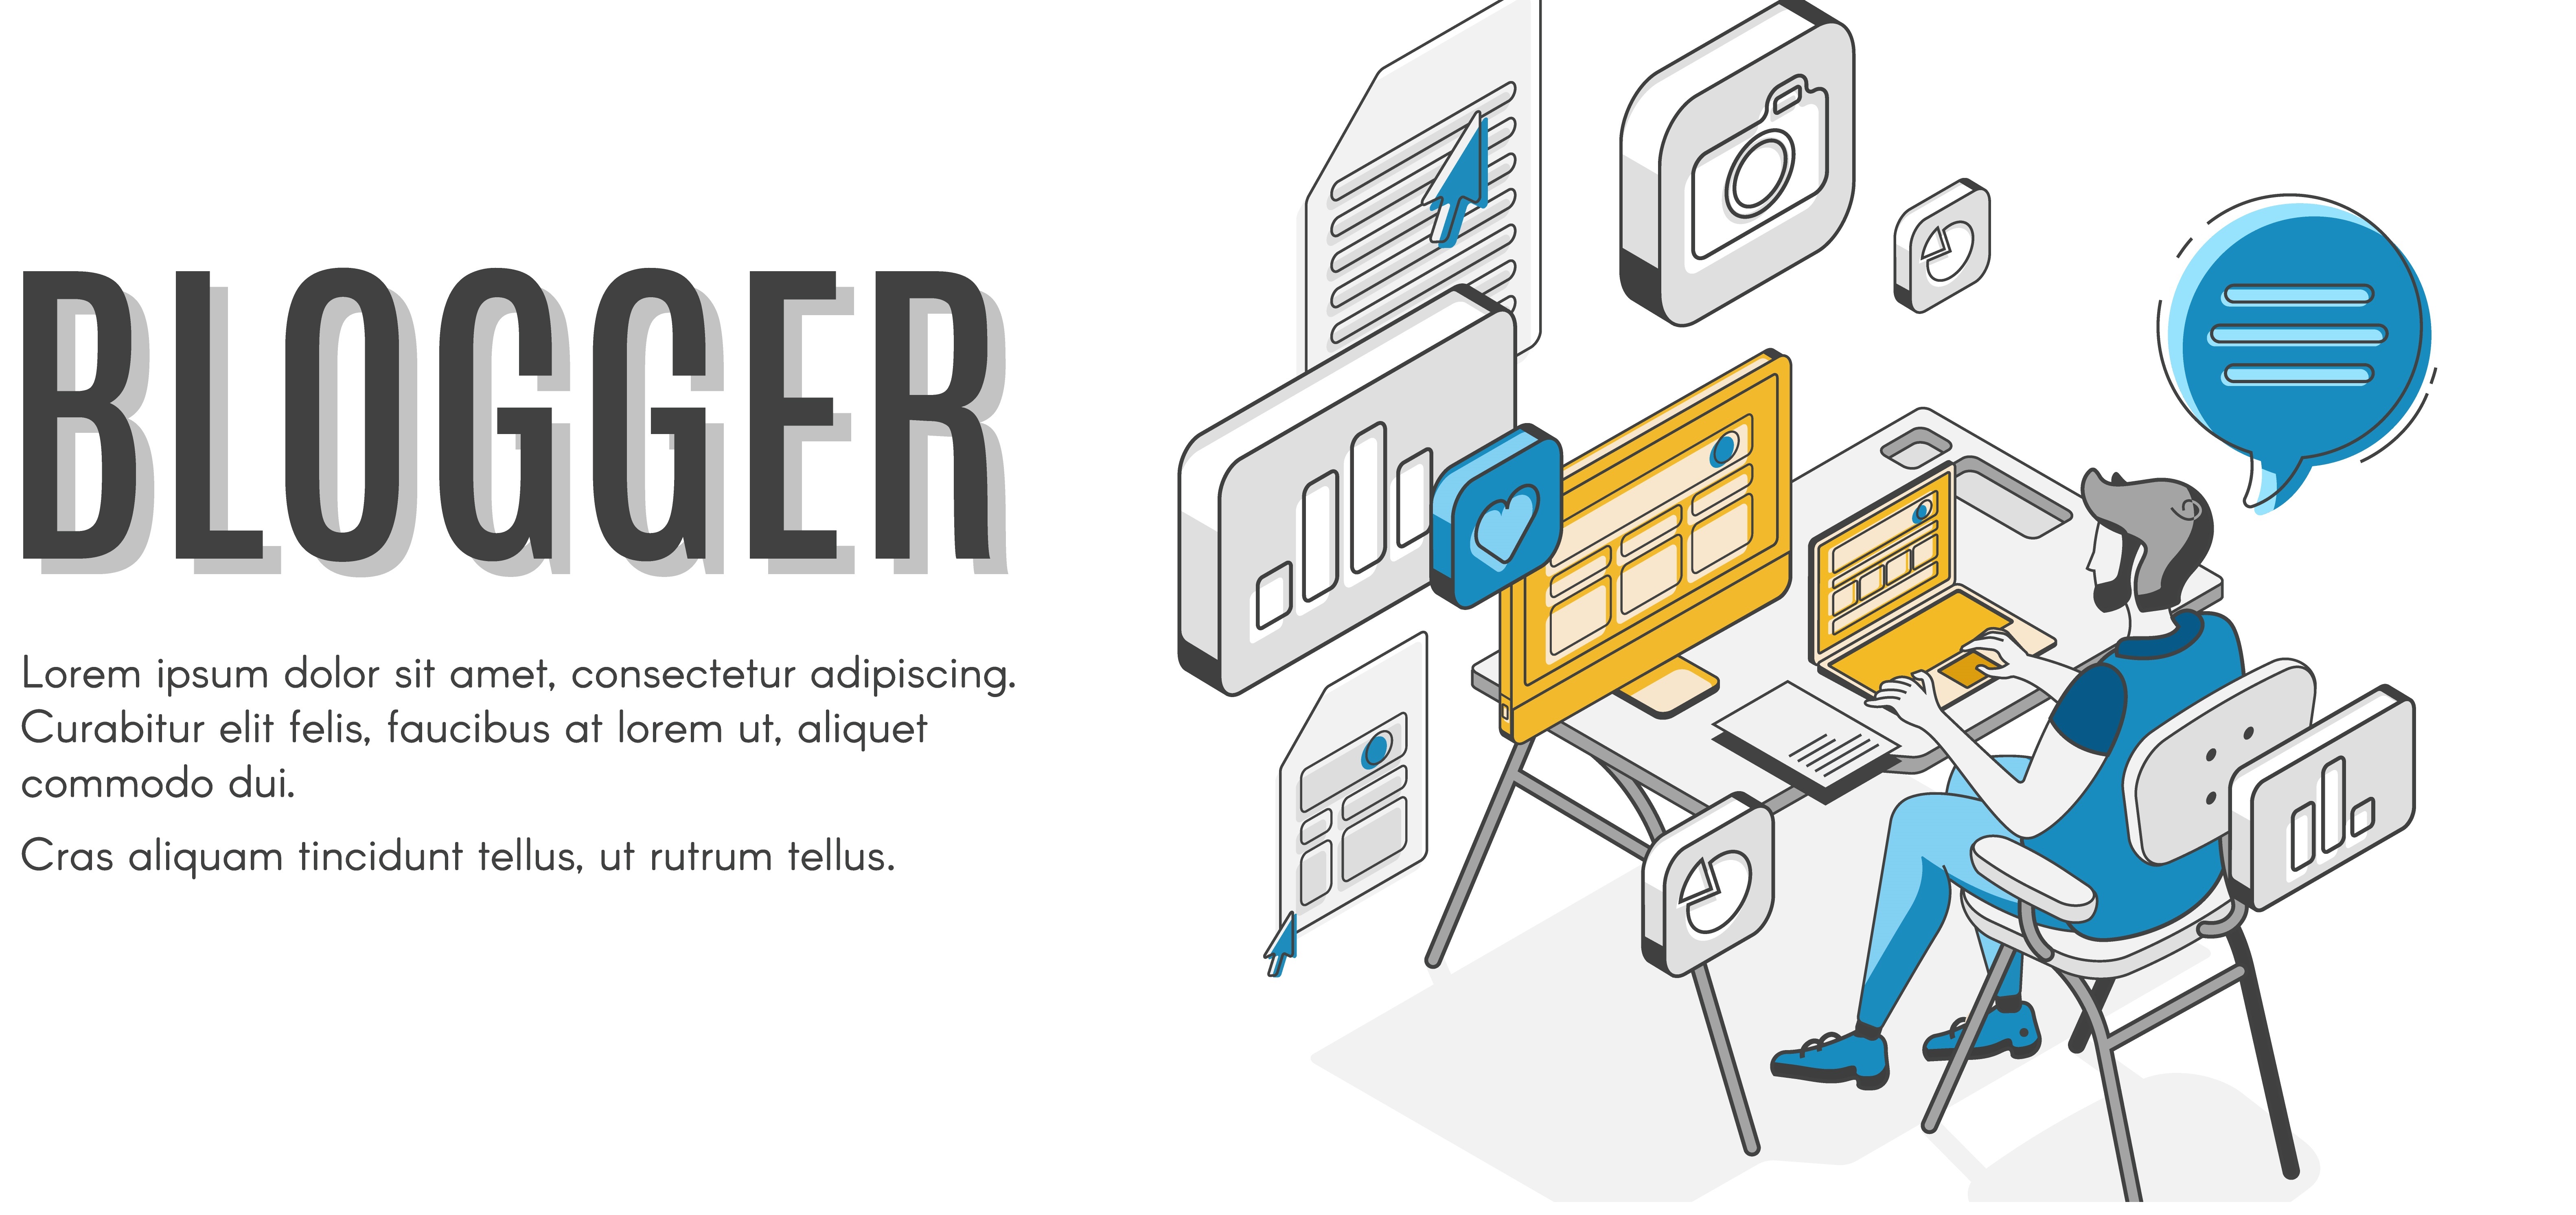 BLOGGER
Lorem ipsum dolor sit amet, consectetur adipiscing.
Curabitur elit felis, faucibus at lorem ut, aliquet
commodo dui.
Cras aliquam tincidunt tellus, ut rutrum tellus.